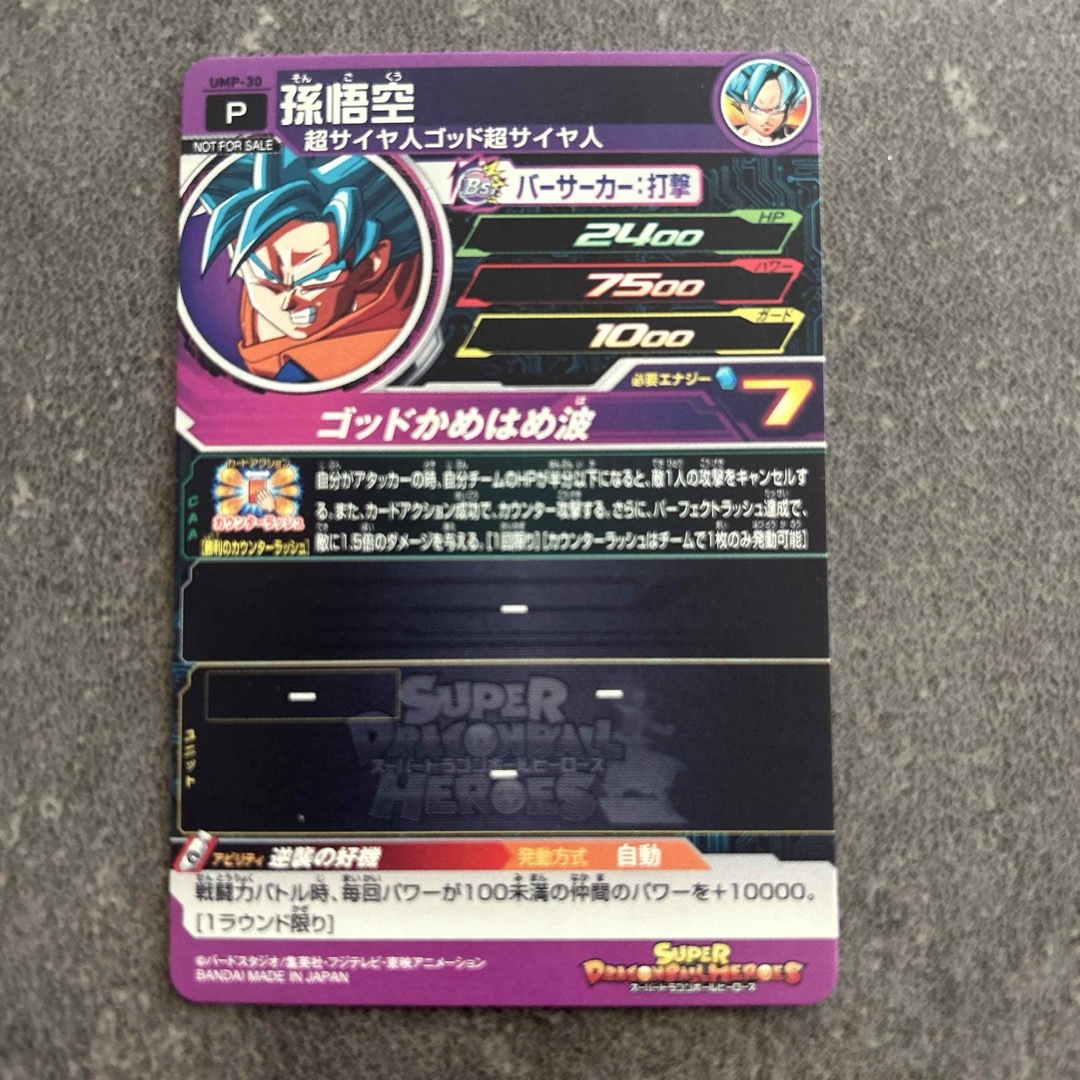 UMP-30
P
NOT FOR SALE
孫悟空
そん ご くう
超サイヤ人ゴッド超サイヤ人
Bs バーサーカー:打撃
HP
2400
パワー
7500
ガード
1000
必要エナジー 7
ゴッドかめはめ波
は
CAA
カードアクション
カウンターラッシュ
[勝利のカウンターラッシュ]
自分がアタッカーの時、自分チームのHPが半分以下になると、敵1人の攻撃をキャンセルす
る。また、カードアクション成功で、カウンター攻撃する。さらに、パーフェクトラッシュ達成で、
敵に1.5倍のダメージを与える。[1回限り][カウンターラッシュはチームで1枚のみ発動可能]
-
ユニット
- -
-
SUPER
DRAGONBALL
スーパードラゴンボールヒーローズ
HEROES
アビリティ 逆襲の好機 発動方式 自動
戦闘力バトル時、毎回パワーが100未満の仲間のパワーを+10000。
[1ラウンド限り]
©バードスタジオ/集英社・フジテレビ・東映アニメーション
BANDAI MADE IN JAPAN
SUPER
DRAGONBALL HEROES
スーパードラゴンボールヒーローズ